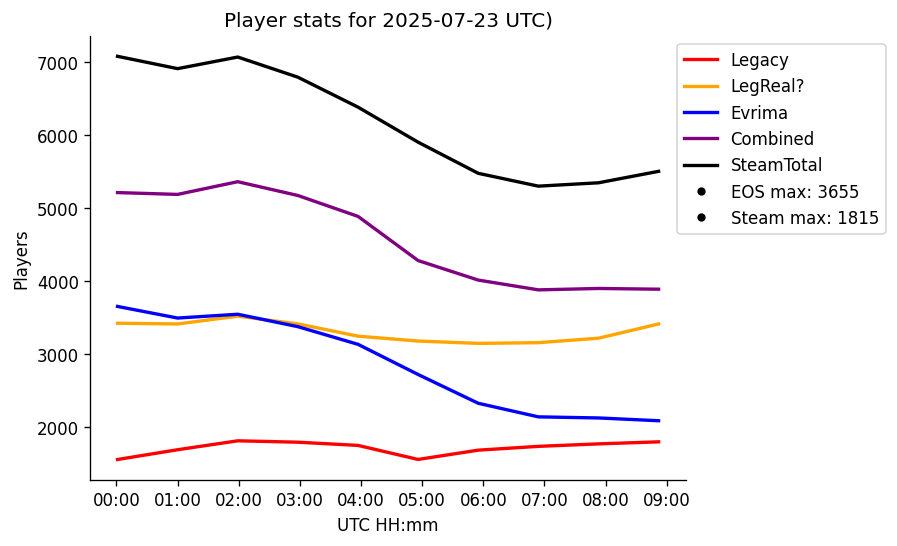 Player stats for 2025-07-23 UTC)
Legacy
LegReal?
Evrima
Combined
SteamTotal
EOS max: 3655
Steam max: 1815
Players
7000
6000
5000
4000
3000
2000
00:00 01:00 02:00 03:00 04:00 05:00 06:00 07:00 08:00 09:00
UTC HH:mm